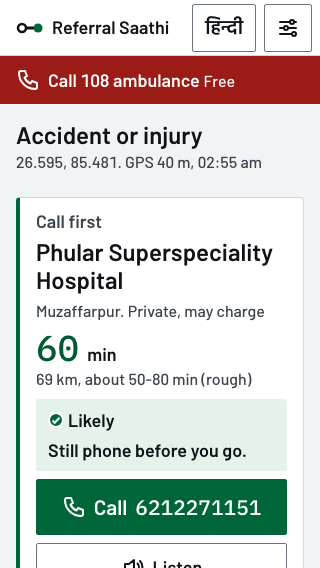 Referral Saathi
हिन्दी
Call 108 ambulance Free
Accident or injury
26.595, 85.481. GPS 40 m, 02:55 am
Call first
Phular Superspeciality
Hospital
Muzaffarpur. Private, may charge
60 min
69 km, about 50-80 min (rough)
Likely
Still phone before you go.
Call 6212271151
Listen